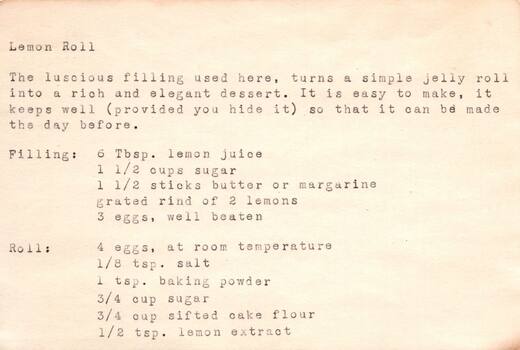 Lemon Roll
The luscious filling used here, turns a simple jelly roll
into a rich and elegant dessert. It is easy to make, it
keeps well (provided you hide it) so that it can be made
the day before.
Filling: 6 Tbsp. lemon juice
1 1/2 cups sugar
1 1/2 sticks butter or margarine
grated rind of 2 lemons
3 eggs, well beaten
Roll: 4 eggs, at room temperature
1/8 tsp. salt
1 tsp. baking powder
3/4 cup sugar
3/4 cup sifted cake flour
1/2 tsp. lemon extract